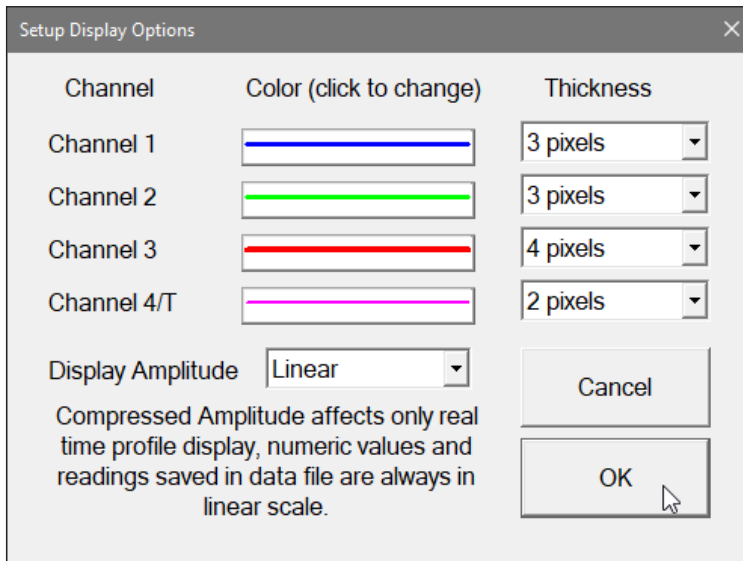 Setup Display Options
Channel Color (click to change) Thickness
Channel 1 3 pixels
Channel 2 3 pixels
Channel 3 4 pixels
Channel 4/T 2 pixels
Display Amplitude Linear
Cancel
Compressed Amplitude affects only real
time profile display, numeric values and
readings saved in data file are always in
linear scale.
OK